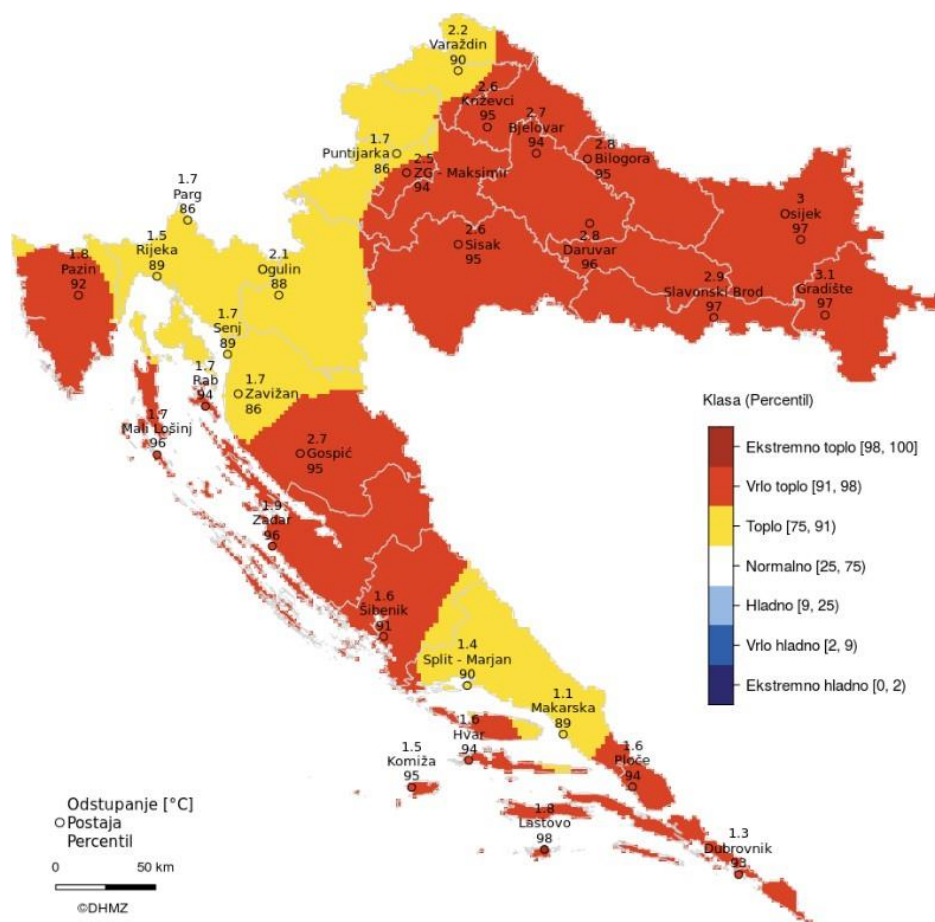 2.2
Varaždin
90
2.6
Križevci
95
2.7
Bjelovar
94
1.7
Puntijarka
86
2.5
ZG - Maksimir
94
2.8
Bilogora
95
1.7
Parg
86
3
Osijek
97
1.5
Rijeka
89
2.1
Ogulin
88
2.6
Sisak
95
2.8
Daruvar
96
1.8
Pazin
92
2.9
Slavonski Brod
97
3.1
Gradište
97
1.7
Senj
89
1.7
Rab
94
1.7
Zavižan
86
1.7
Mali Lošinj
96
2.7
Gospić
95
1.9
Zadar
96
1.6
Šibenik
91
1.4
Split - Marjan
90
1.1
Makarska
89
1.6
Hvar
94
1.5
Komiža
95
1.6
Ploče
94
1.8
Lastovo
98
1.3
Dubrovnik
93
Klasa (Percentil)
Ekstremno toplo [98, 100]
Vrlo toplo [91, 98)
Toplo [75, 91)
Normalno [25, 75)
Hladno [9, 25)
Vrlo hladno [2, 9)
Ekstremno hladno [0, 2)
Odstupanje [°C]
Postaja
Percentil
0 50 km
©DHMZ